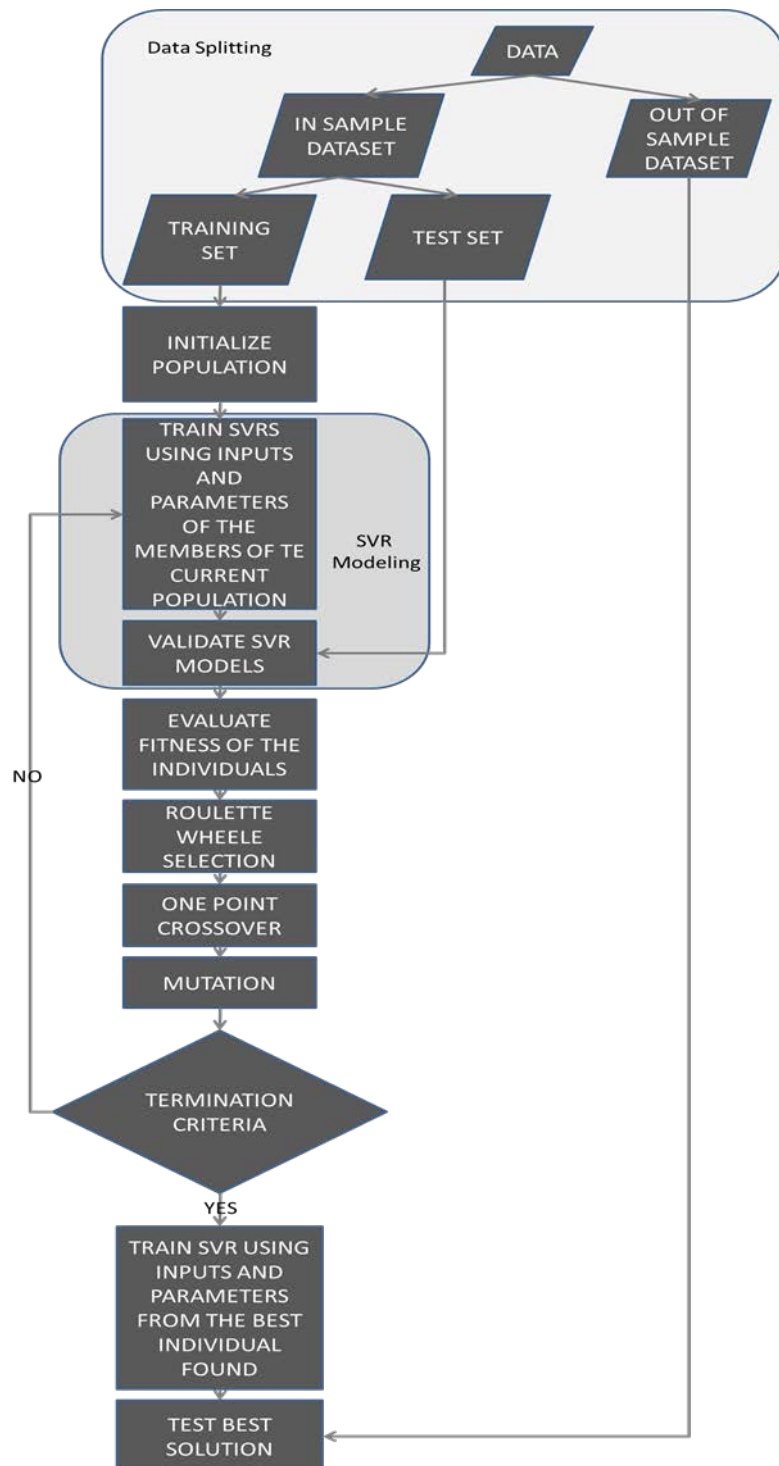 Data Splitting
DATA
IN SAMPLE
DATASET
OUT OF
SAMPLE
DATASET
TRAINING
SET
TEST SET
INITIALIZE
POPULATION
TRAIN SVRS
USING INPUTS
AND
PARAMETERS
OF THE
MEMBERS OF TE
CURRENT
POPULATION
SVR
Modeling
VALIDATE SVR
MODELS
EVALUATE
FITNESS OF THE
INDIVIDUALS
NO
ROULETTE
WHEELE
SELECTION
ONE POINT
CROSSOVER
MUTATION
TERMINATION
CRITERIA
YES
TRAIN SVR USING
INPUTS AND
PARAMETERS
FROM THE BEST
INDIVIDUAL
FOUND
TEST BEST
SOLUTION